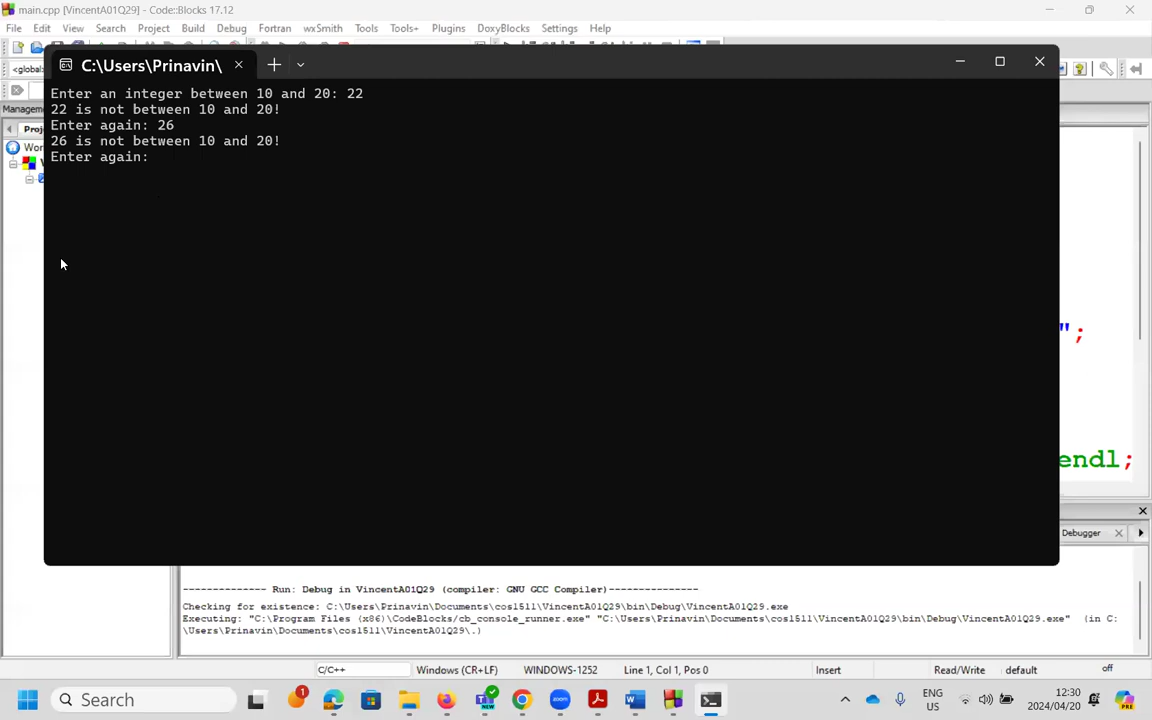 main.cpp [VincentA01Q29] - Code::Blocks 17.12
File Edit View Search Project Build Debug Fortran wxSmith Tools Tools+ Plugins DoxyBlocks Settings Help
<global>
C:\Users\Prinavin\
Enter an integer between 10 and 20: 22
22 is not between 10 and 20!
Enter again: 26
26 is not between 10 and 20!
Enter again:
";
endl;
Debugger
-------------- Run: Debug in VincentA01Q29 (compiler: GNU GCC Compiler)---------------
Checking for existence: C:\Users\Prinavin\Documents\cos1511\VincentA01Q29\bin\Debug\VincentA01Q29.exe
Executing: "C:\Program Files (x86)\CodeBlocks/cb_console_runner.exe" "C:\Users\Prinavin\Documents\cos1511\VincentA01Q29\bin\Debug\VincentA01Q29.exe"  (in C:
\Users\Prinavin\Documents\cos1511\VincentA01Q29\.)
C/C++ Windows (CR+LF) WINDOWS-1252 Line 1, Col 1, Pos 0 Insert Read/Write default off
Search 1 zoom ENG 12:30
US 2024/04/20 PRE